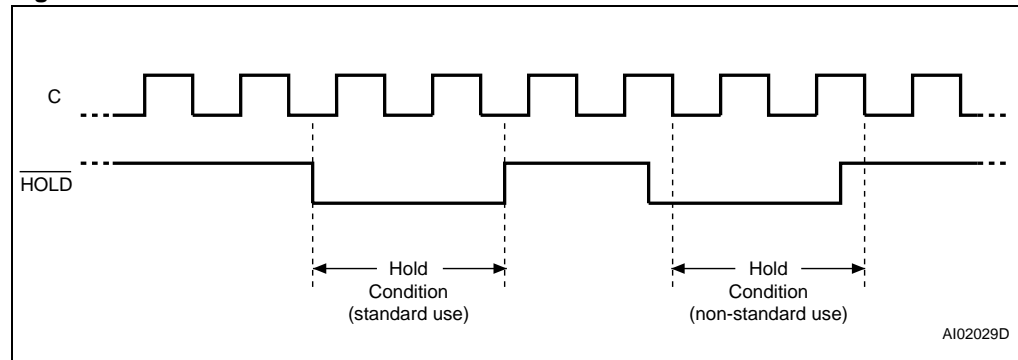 C
HOLD
Hold
Condition
(standard use)
Hold
Condition
(non-standard use)
AI02029D